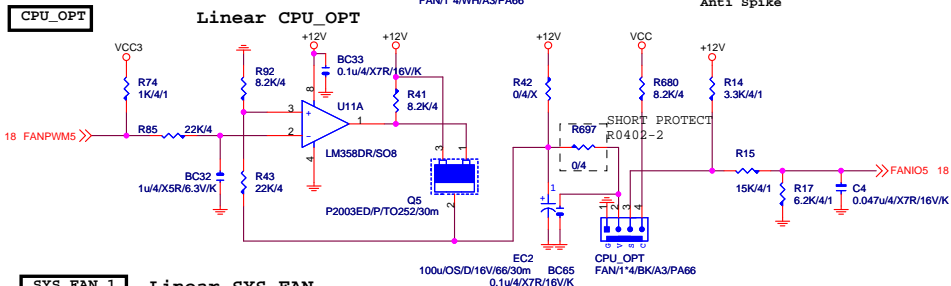 FAN/1*4/WH/A3/PA66
Anti Spike
CPU_OPT
Linear CPU_OPT
VCC3
R74
1K/4/1
18 FANPWM5
R85
22K/4
BC32
1u/4/X5R/6.3V/K
R92
8.2K/4
R43
22K/4
+12V
BC33
0.1u/4/X7R/16V/K
8
3
+
2
-
4
1
U11A
LM358DR/SO8
+12V
R41
8.2K/4
3
1
2
Q5
P2003ED/P/TO252/30m
+12V
R42
0/4/X
R697
0/4
SHORT PROTECT
R0402-2
+
1
EC2
100u/OS/D/16V/66/30m
BC65
0.1u/4/X7R/16V/K
VCC
R680
8.2K/4
1
2
3
4
G
V
S
C
CPU_OPT
FAN/1*4/BK/A3/PA66
+12V
R14
3.3K/4/1
R15
15K/4/1
R17
6.2K/4/1
C4
0.047u/4/X7R/16V/K
FANIO5 18
SYS_FAN_1
Linear SYS_FAN